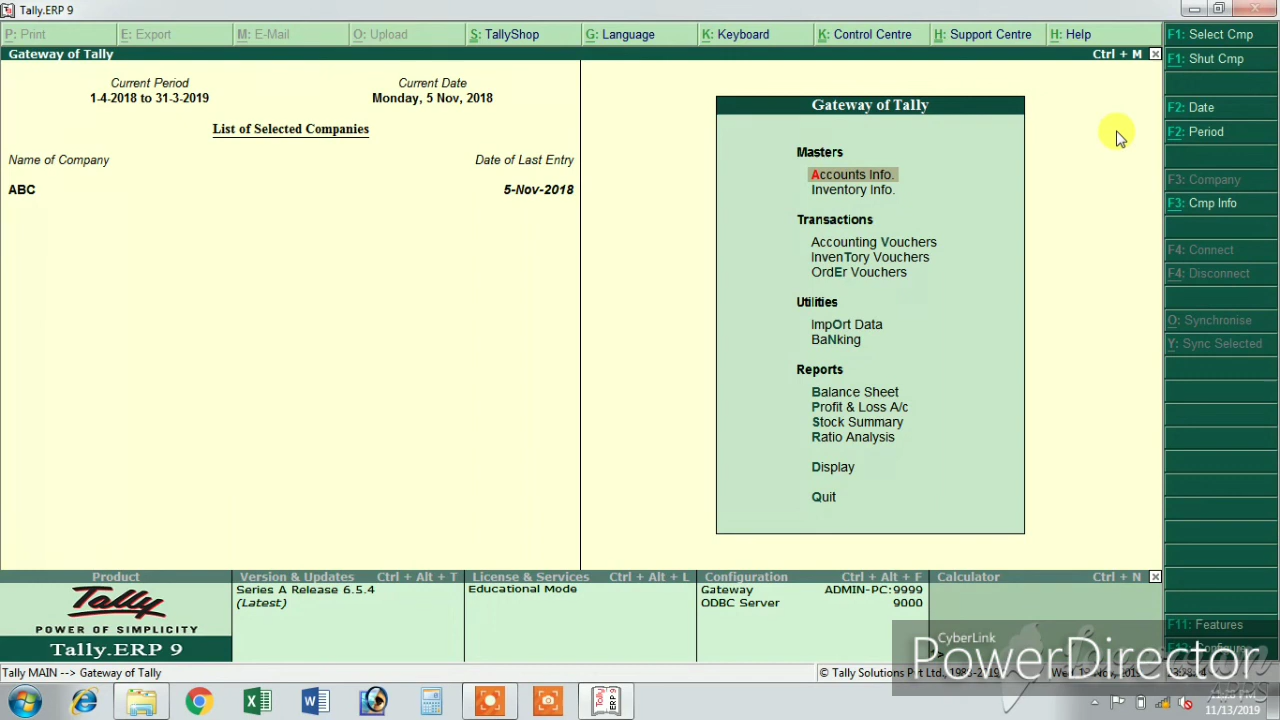 Tally.ERP 9
P: Print
E: Export
M: E-Mail
O: Upload
S: TallyShop
G: Language
K: Keyboard
K: Control Centre
H: Support Centre
H: Help
F1: Select Cmp
F1: Shut Cmp
F2: Date
F2: Period
F3: Company
F3: Cmp Info
F4: Connect
F4: Disconnect
O: Synchronise
Y: Sync Selected
F11: Features
Gateway of Tally
Ctrl + M
Current Period
Current Date
1-4-2018 to 31-3-2019
Monday, 5 Nov, 2018
List of Selected Companies
Name of Company
Date of Last Entry
ABC
5-Nov-2018
Gateway of Tally
Masters
Accounts Info.
Inventory Info.
Transactions
Accounting Vouchers
InvenTory Vouchers
OrdEr Vouchers
Utilities
ImpOrt Data
BaNking
Reports
Balance Sheet
Profit & Loss A/c
Stock Summary
Ratio Analysis
Display
Quit
Product
Tally
POWER OF SIMPLICITY
Tally.ERP 9
Version & Updates Ctrl + Alt + T
Series A Release 6.5.4
(Latest)
License & Services Ctrl + Alt + L
Educational Mode
Configuration Ctrl + Alt + F
Gateway ADMIN-PC:9999
ODBC Server 9000
Calculator Ctrl + N
CyberLink
PowerDirector
Tally MAIN --> Gateway of Tally
© Tally Solutions Pvt Ltd.,
11/13/2019